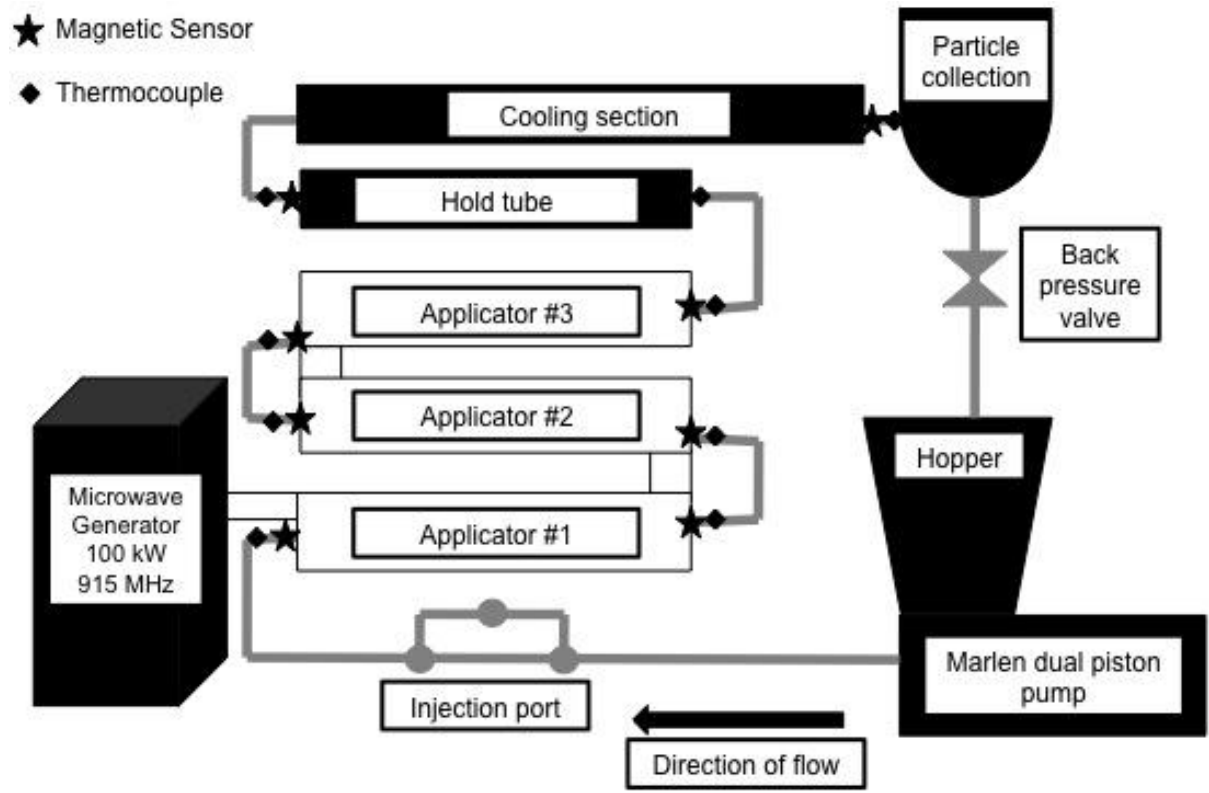 Magnetic Sensor
Thermocouple
Particle
collection
Cooling section
Hold tube
Back
pressure
valve
Applicator #3
Applicator #2
Hopper
Microwave
Generator
100 kW
915 MHz
Applicator #1
Marlen dual piston
pump
Injection port
Direction of flow